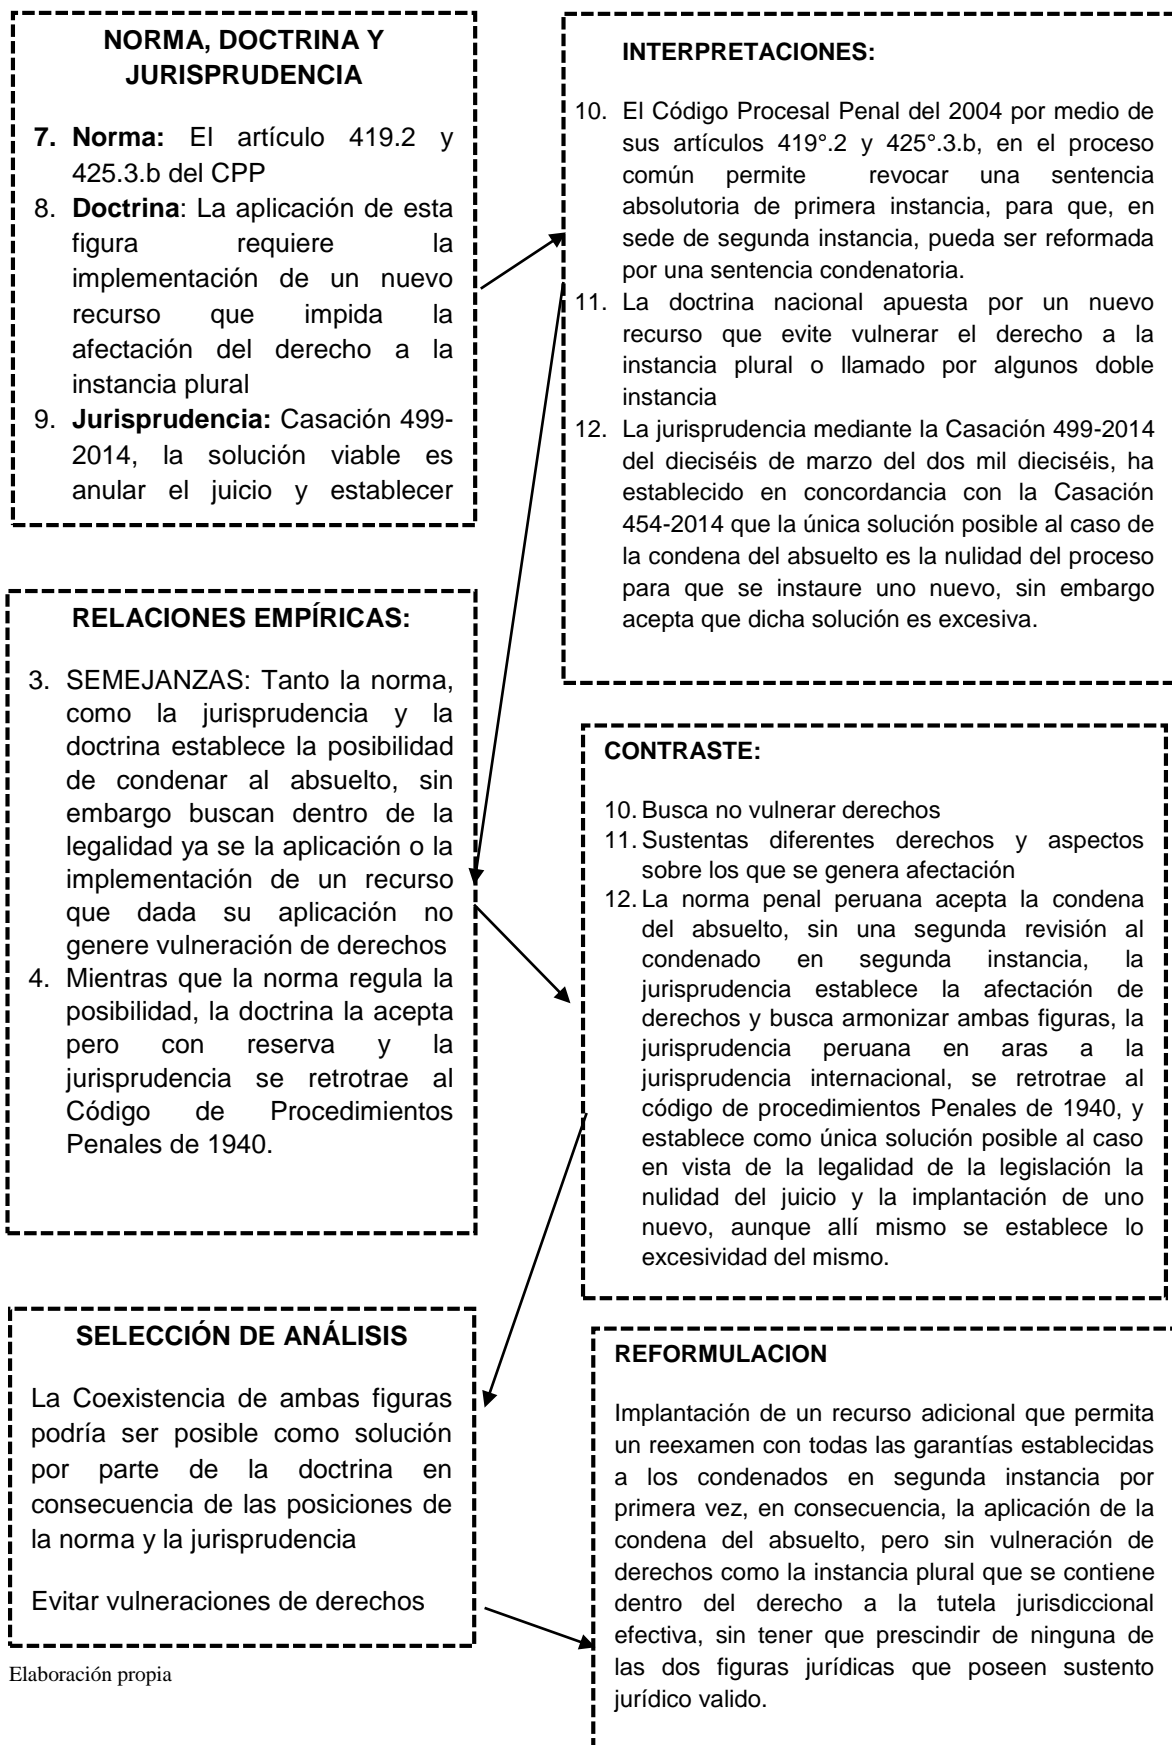 NORMA, DOCTRINA Y
JURISPRUDENCIA
7. Norma: El artículo 419.2 y
425.3.b del CPP
8. Doctrina: La aplicación de esta
figura requiere la
implementación de un nuevo
recurso que impida la
afectación del derecho a la
instancia plural
9. Jurisprudencia: Casación 499-
2014, la solución viable es
anular el juicio y establecer
INTERPRETACIONES:
10. El Código Procesal Penal del 2004 por medio de
sus artículos 419°.2 y 425°.3.b, en el proceso
común permite revocar una sentencia
absolutoria de primera instancia, para que, en
sede de segunda instancia, pueda ser reformada
por una sentencia condenatoria.
11. La doctrina nacional apuesta por un nuevo
recurso que evite vulnerar el derecho a la
instancia plural o llamado por algunos doble
instancia
12. La jurisprudencia mediante la Casación 499-2014
del dieciséis de marzo del dos mil dieciséis, ha
establecido en concordancia con la Casación
454-2014 que la única solución posible al caso de
la condena del absuelto es la nulidad del proceso
para que se instaure uno nuevo, sin embargo
acepta que dicha solución es excesiva.
RELACIONES EMPÍRICAS:
3. SEMEJANZAS: Tanto la norma,
como la jurisprudencia y la
doctrina establece la posibilidad
de condenar al absuelto, sin
embargo buscan dentro de la
legalidad ya se la aplicación o la
implementación de un recurso
que dada su aplicación no
genere vulneración de derechos
4. Mientras que la norma regula la
posibilidad, la doctrina la acepta
pero con reserva y la
jurisprudencia se retrotrae al
Código de Procedimientos
Penales de 1940.
CONTRASTE:
10. Busca no vulnerar derechos
11. Sustentas diferentes derechos y aspectos
sobre los que se genera afectación
12. La norma penal peruana acepta la condena
del absuelto, sin una segunda revisión al
condenado en segunda instancia, la
jurisprudencia establece la afectación de
derechos y busca armonizar ambas figuras, la
jurisprudencia peruana en aras a la
jurisprudencia internacional, se retrotrae al
código de procedimientos Penales de 1940, y
establece como única solución posible al caso
en vista de la legalidad de la legislación la
nulidad del juicio y la implantación de uno
nuevo, aunque allí mismo se establece lo
excesividad del mismo.
SELECCIÓN DE ANÁLISIS
La Coexistencia de ambas figuras
podría ser posible como solución
por parte de la doctrina en
consecuencia de las posiciones de
la norma y la jurisprudencia
Evitar vulneraciones de derechos
REFORMULACION
Implantación de un recurso adicional que permita
un reexamen con todas las garantías establecidas
a los condenados en segunda instancia por
primera vez, en consecuencia, la aplicación de la
condena del absuelto, pero sin vulneración de
derechos como la instancia plural que se contiene
dentro del derecho a la tutela jurisdiccional
efectiva, sin tener que prescindir de ninguna de
las dos figuras jurídicas que poseen sustento
jurídico valido.
Elaboración propia